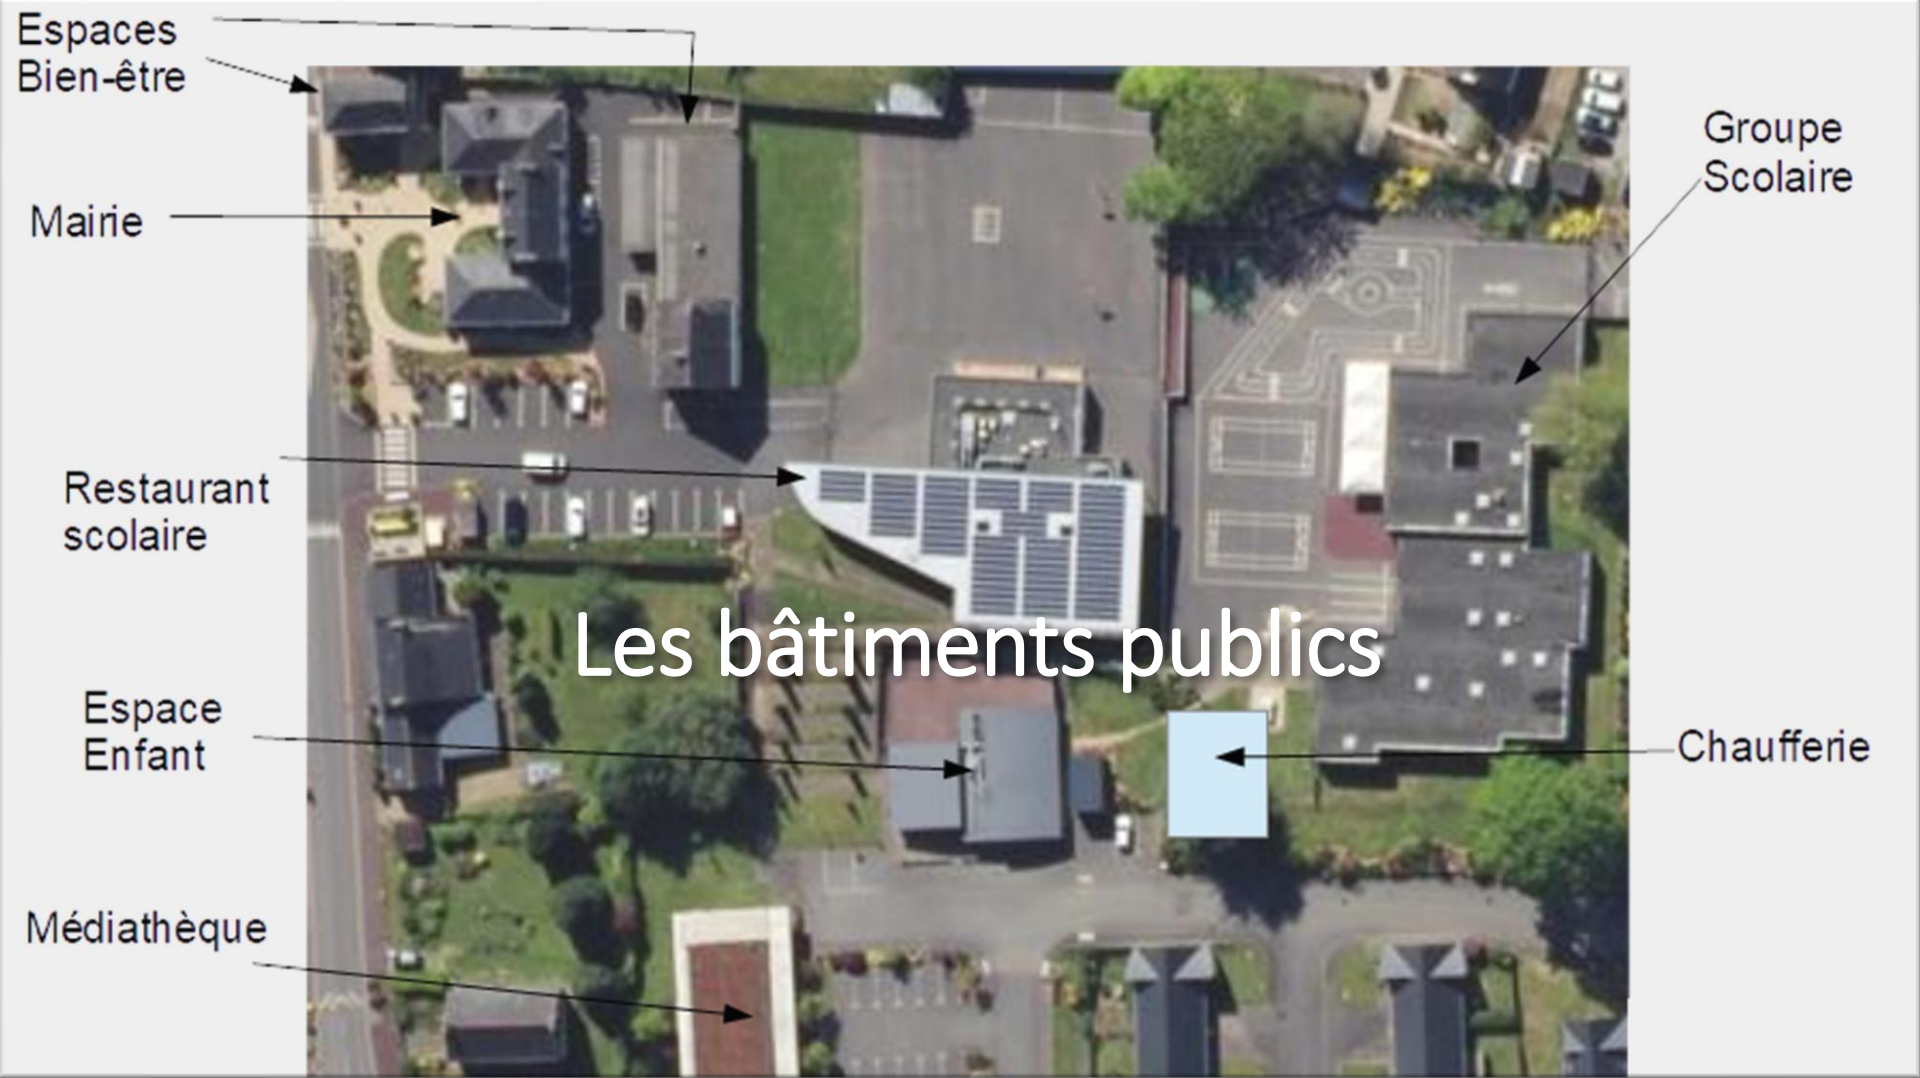 Espaces
Bien-être
Mairie
Restaurant
scolaire
Espace
Enfant
Médiathèque
Les bâtiments publics
Groupe
Scolaire
Chaufferie